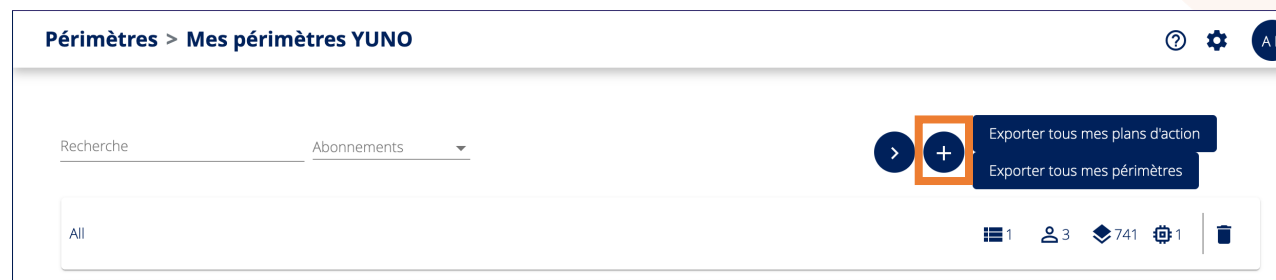 Périmètres > Mes périmètres YUNO
A
Recherche
Abonnements
Exporter tous mes plans d'action
Exporter tous mes périmètres
All
1
3
741
1